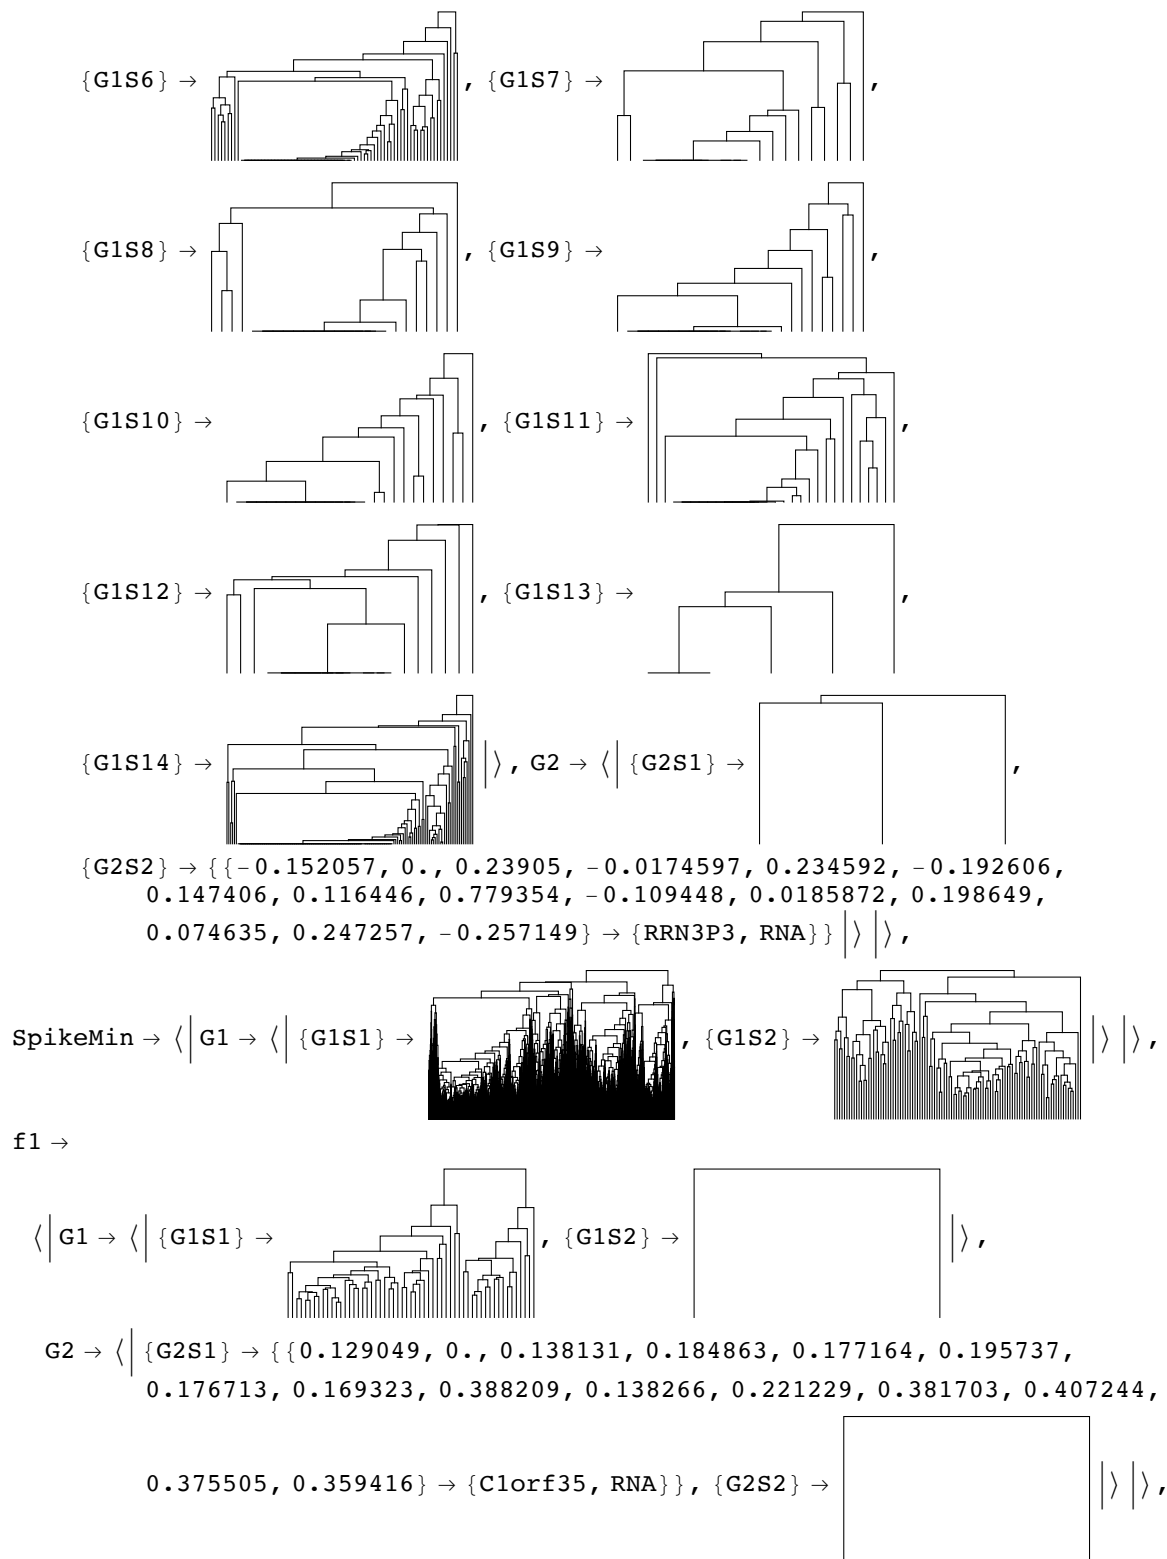 {G1S6} → , {G1S7} → ,
{G1S8} → , {G1S9} → ,
{G1S10} → , {G1S11} → ,
{G1S12} → , {G1S13} → ,
{G1S14} → |⟩, G2 → ⟨| {G2S1} → ,
{G2S2} → {{-0.152057, 0., 0.23905, -0.0174597, 0.234592, -0.192606,
0.147406, 0.116446, 0.779354, -0.109448, 0.0185872, 0.198649,
0.074635, 0.247257, -0.257149} → {RRN3P3, RNA}} |⟩ |⟩,
SpikeMin → ⟨| G1 → ⟨| {G1S1} → , {G1S2} → |⟩ |⟩,
f1 →
⟨| G1 → ⟨| {G1S1} → , {G1S2} → |⟩,
G2 → ⟨| {G2S1} → {{0.129049, 0., 0.138131, 0.184863, 0.177164, 0.195737,
0.176713, 0.169323, 0.388209, 0.138266, 0.221229, 0.381703, 0.407244,
0.375505, 0.359416} → {C1orf35, RNA}}, {G2S2} → |⟩ |⟩,